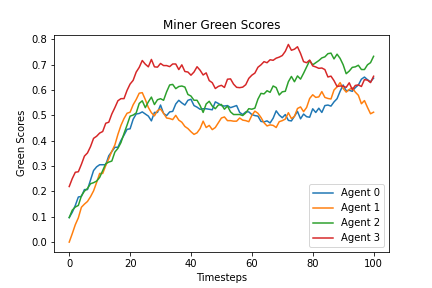 Miner Green Scores
Green Scores
0.8
0.7
0.6
0.5
0.4
0.3
0.2
0.1
0.0
Agent 0
Agent 1
Agent 2
Agent 3
0 20 40 60 80 100
Timesteps